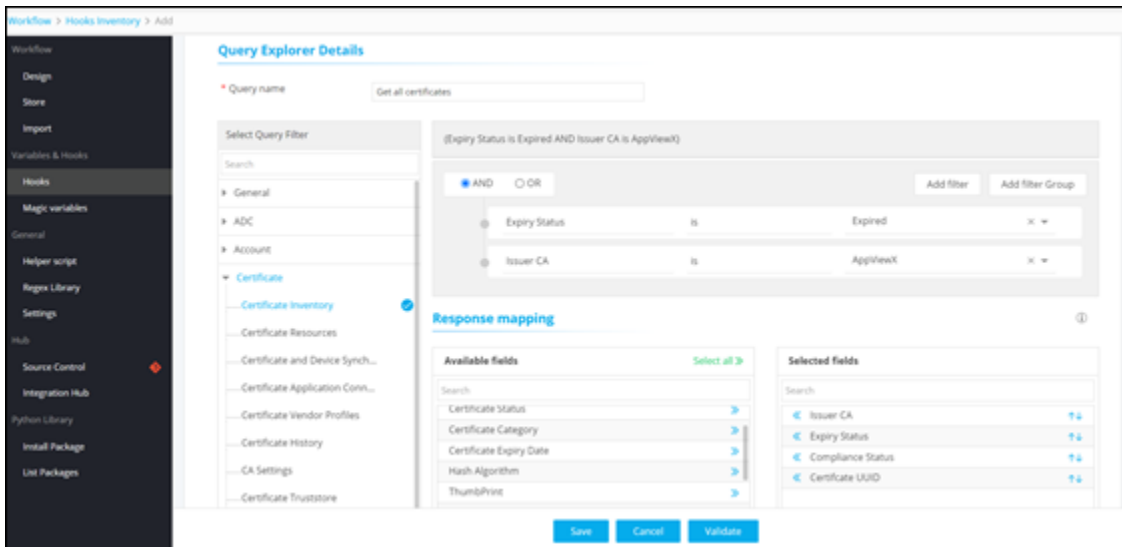 Workflow > Hooks Inventory > Add
Workflow
Design
Store
Import
Variables & Hooks
Hooks
Magic variables
General
Helper script
Regex Library
Settings
Hub
Source Control
Integration Hub
Python Library
Install Package
List Packages
Query Explorer Details
* Query name
Get all certificates
Select Query Filter
Search
General
ADC
Account
Certificate
Certificate Inventory
Certificate Resources
Certificate and Device Synch...
Certificate Application Conn...
Certificate Vendor Profiles
Certificate History
CA Settings
Certificate Truststore
(Expiry Status is Expired AND Issuer CA is AppViewX)
AND OR Add filter Add filter Group
Expiry Status is Expired
Issuer CA is AppViewX
Response mapping
Available fields Select all
Search
Certificate Status
Certificate Category
Certificate Expiry Date
Hash Algorithm
ThumbPrint
Selected fields
Search
Issuer CA
Expiry Status
Compliance Status
Certifcate UUID
Save Cancel Validate